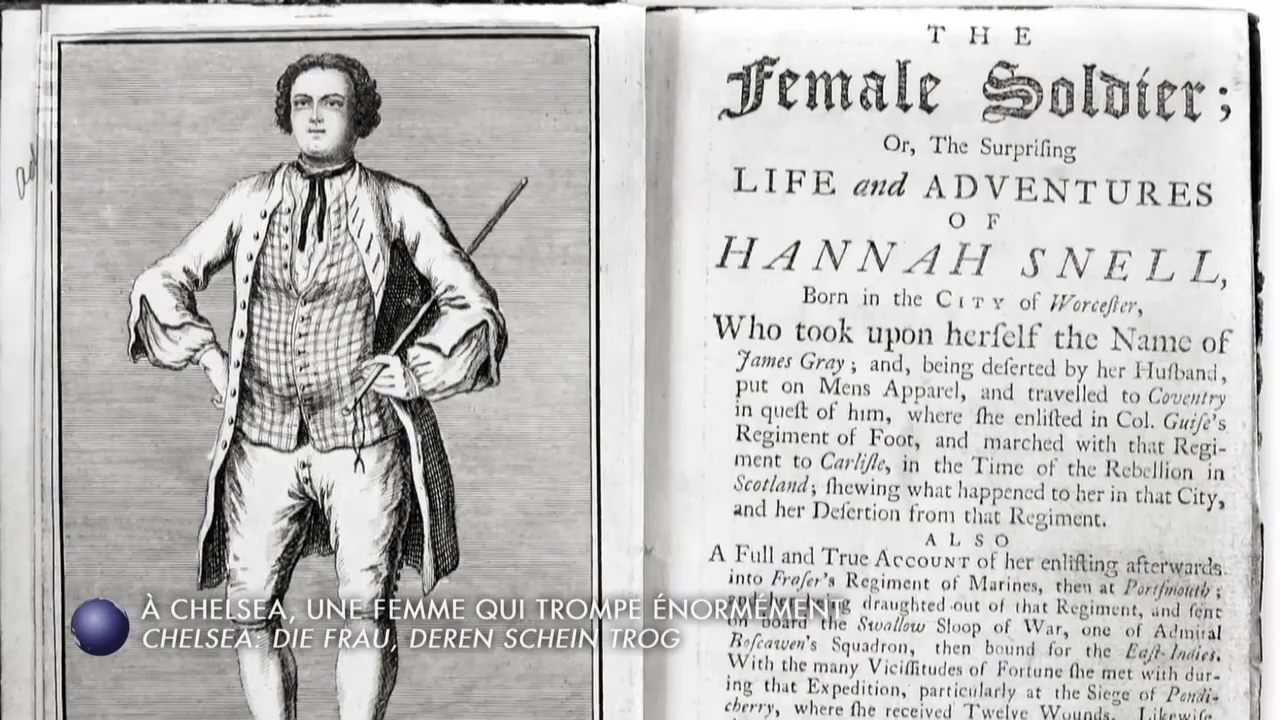 THE
Female Soldier;
Or, The Surpriſing
LIFE and ADVENTURES
OF
HANNAH SNELL,
Born in the CITY of Worceſter,
Who took upon herſelf the Name of
James Gray; and, being deſerted by her Huſband,
put on Mens Apparel, and travelled to Coventry
in queſt of him, where ſhe enliſted in Col. Guiſe's
Regiment of Foot, and marched with that Regi-
ment to Carliſle, in the Time of the Rebellion in
Scotland; ſhewing what happened to her in that City,
and her Deſertion from that Regiment.
ALSO
A Full and True ACCOUNT of her enliſting afterwards
into Fraſer's Regiment of Marines, then at Portſmouth;
and her being draughted out of that Regiment, and ſent
on board the Swallow Sloop of War, one of Admiral
Boſcawen's Squadron, then bound for the Eaſt-Indies.
With the many Viciſſitudes of Fortune ſhe met with dur-
ing that Expedition, particularly at the Siege of Pondi-
cherry, where ſhe received Twelve Wounds. Likewiſe
À CHELSEA, UNE FEMME QUI TROMPE ÉNORMÉMENT
CHELSEA: DIE FRAU, DEREN SCHEIN TROG